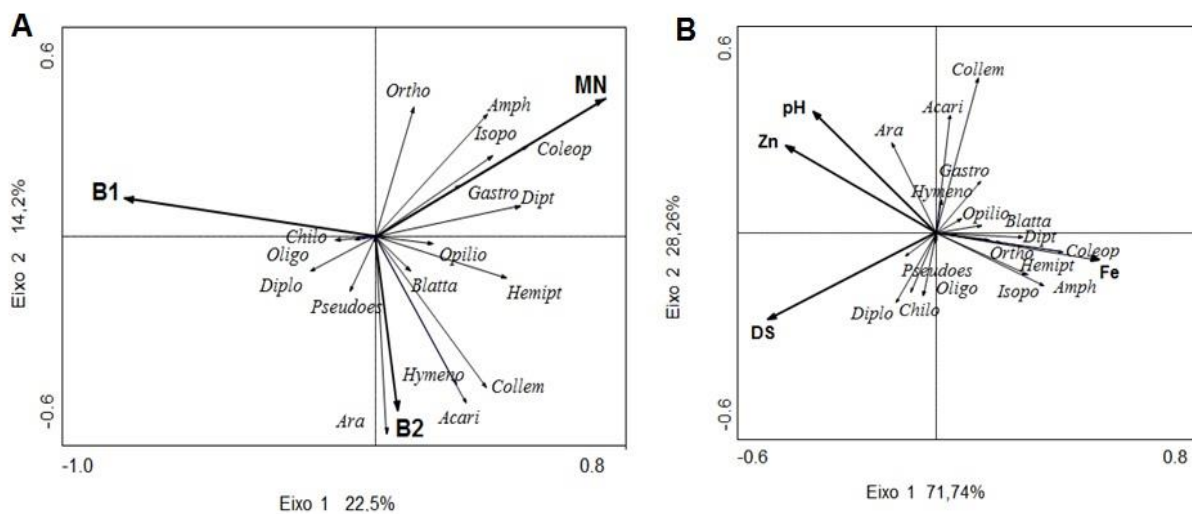 A
0.6
Eixo 2 14,2%
-0.6
-1.0
0.8
Eixo 1 22,5%
MN
B1
B2
Ortho
Amph
Isopo
Coleop
Gastro
Dipt
Chilo
Opilio
Oligo
Diplo
Blatta
Hemipt
Pseudoes
Hymeno
Collem
Ara
Acari
B
0.6
Eixo 2 28,26%
-0.6
-0.6
0.8
Eixo 1 71,74%
Collem
pH
Acari
Zn
Ara
Gastro
Hymeno
Opilio
Blatta
Dipt
Ortho
Coleop
Pseudoes
Hemipt
Fe
Oligo
Isopo
Amph
Diplo
Chilo
DS